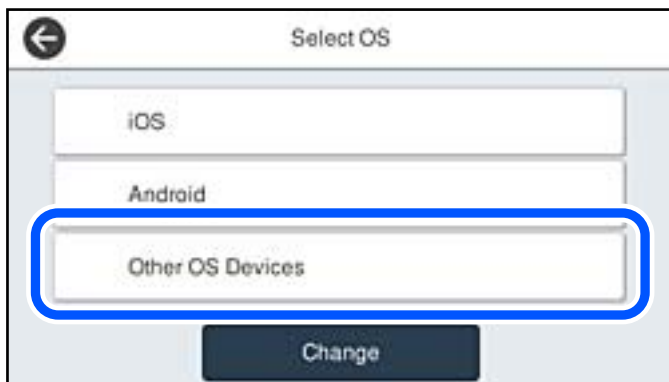 Select OS
iOS
Android
Other OS Devices
Change